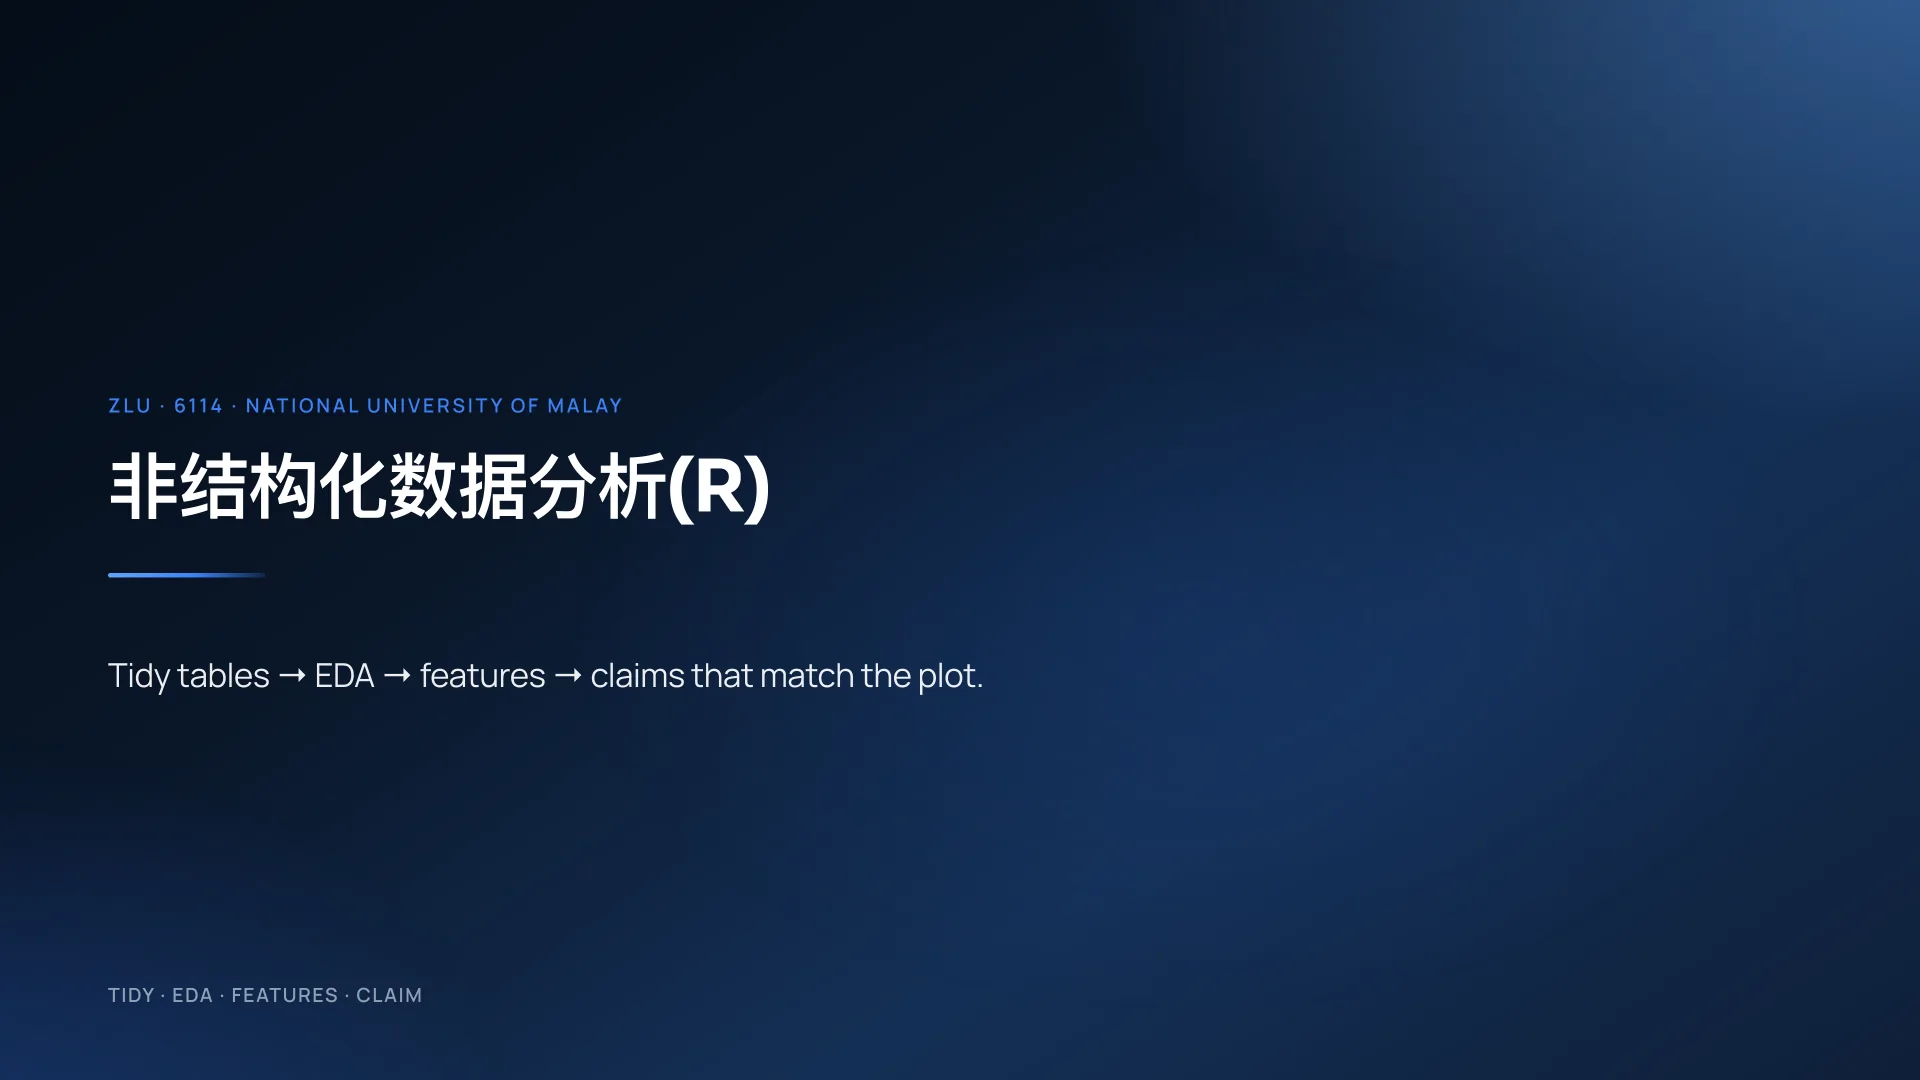 ZLU · 6114 · NATIONAL UNIVERSITY OF MALAY
非结构化数据分析(R)
Tidy tables → EDA → features → claims that match the plot.
TIDY · EDA · FEATURES · CLAIM